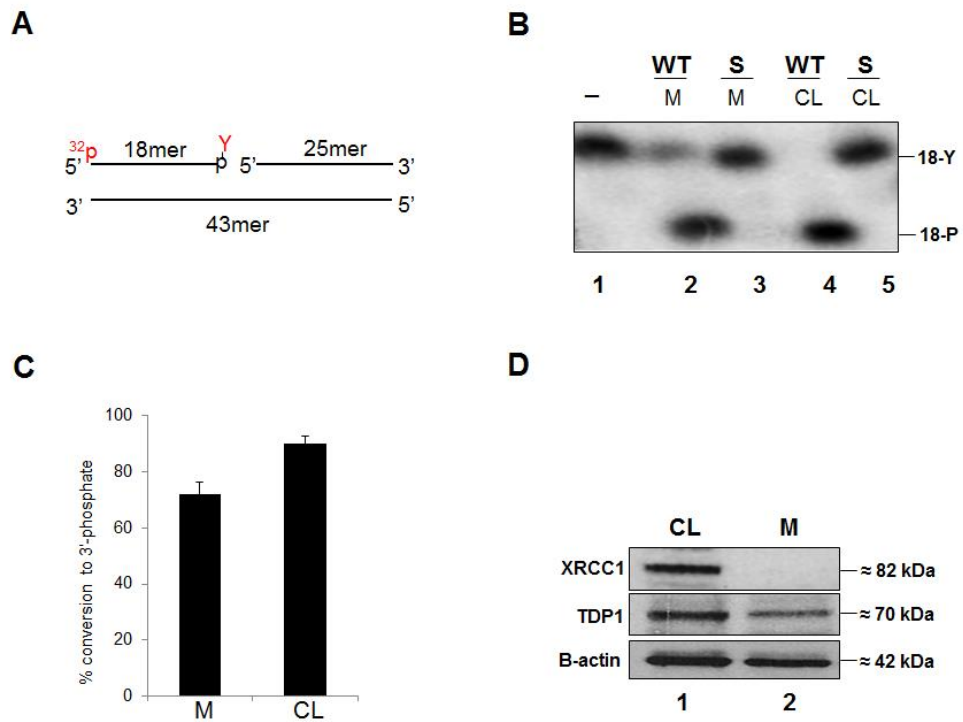 A
32p
Y
5’ 18mer p 5’ 25mer 3’
3’ 5’
43mer
B
WT S WT S
– M M CL CL
18-Y
18-P
1 2 3 4 5
C
% conversion to 3'-phosphate
100
80
60
40
20
0
M CL
D
CL M
XRCC1 ≈ 82 kDa
TDP1 ≈ 70 kDa
B-actin ≈ 42 kDa
1 2